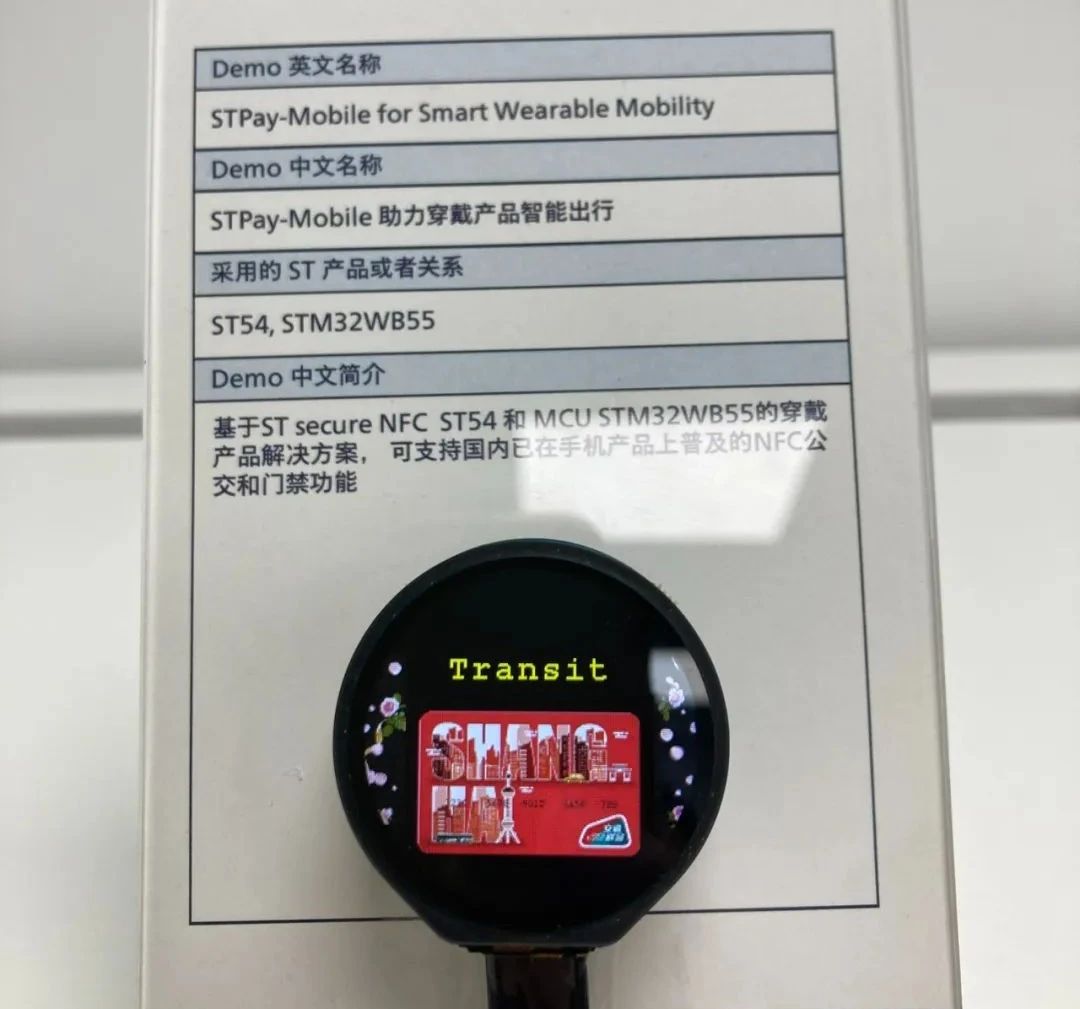 Demo 英文名称
STPay-Mobile for Smart Wearable Mobility
Demo 中文名称
STPay-Mobile 助力穿戴产品智能出行
采用的 ST 产品或者关系
ST54, STM32WB55
Demo 中文简介
基于ST secure NFC ST54 和 MCU STM32WB55的穿戴
产品解决方案， 可支持国内已在手机产品上普及的NFC公
交和门禁功能
Transit
SHANG
HAI